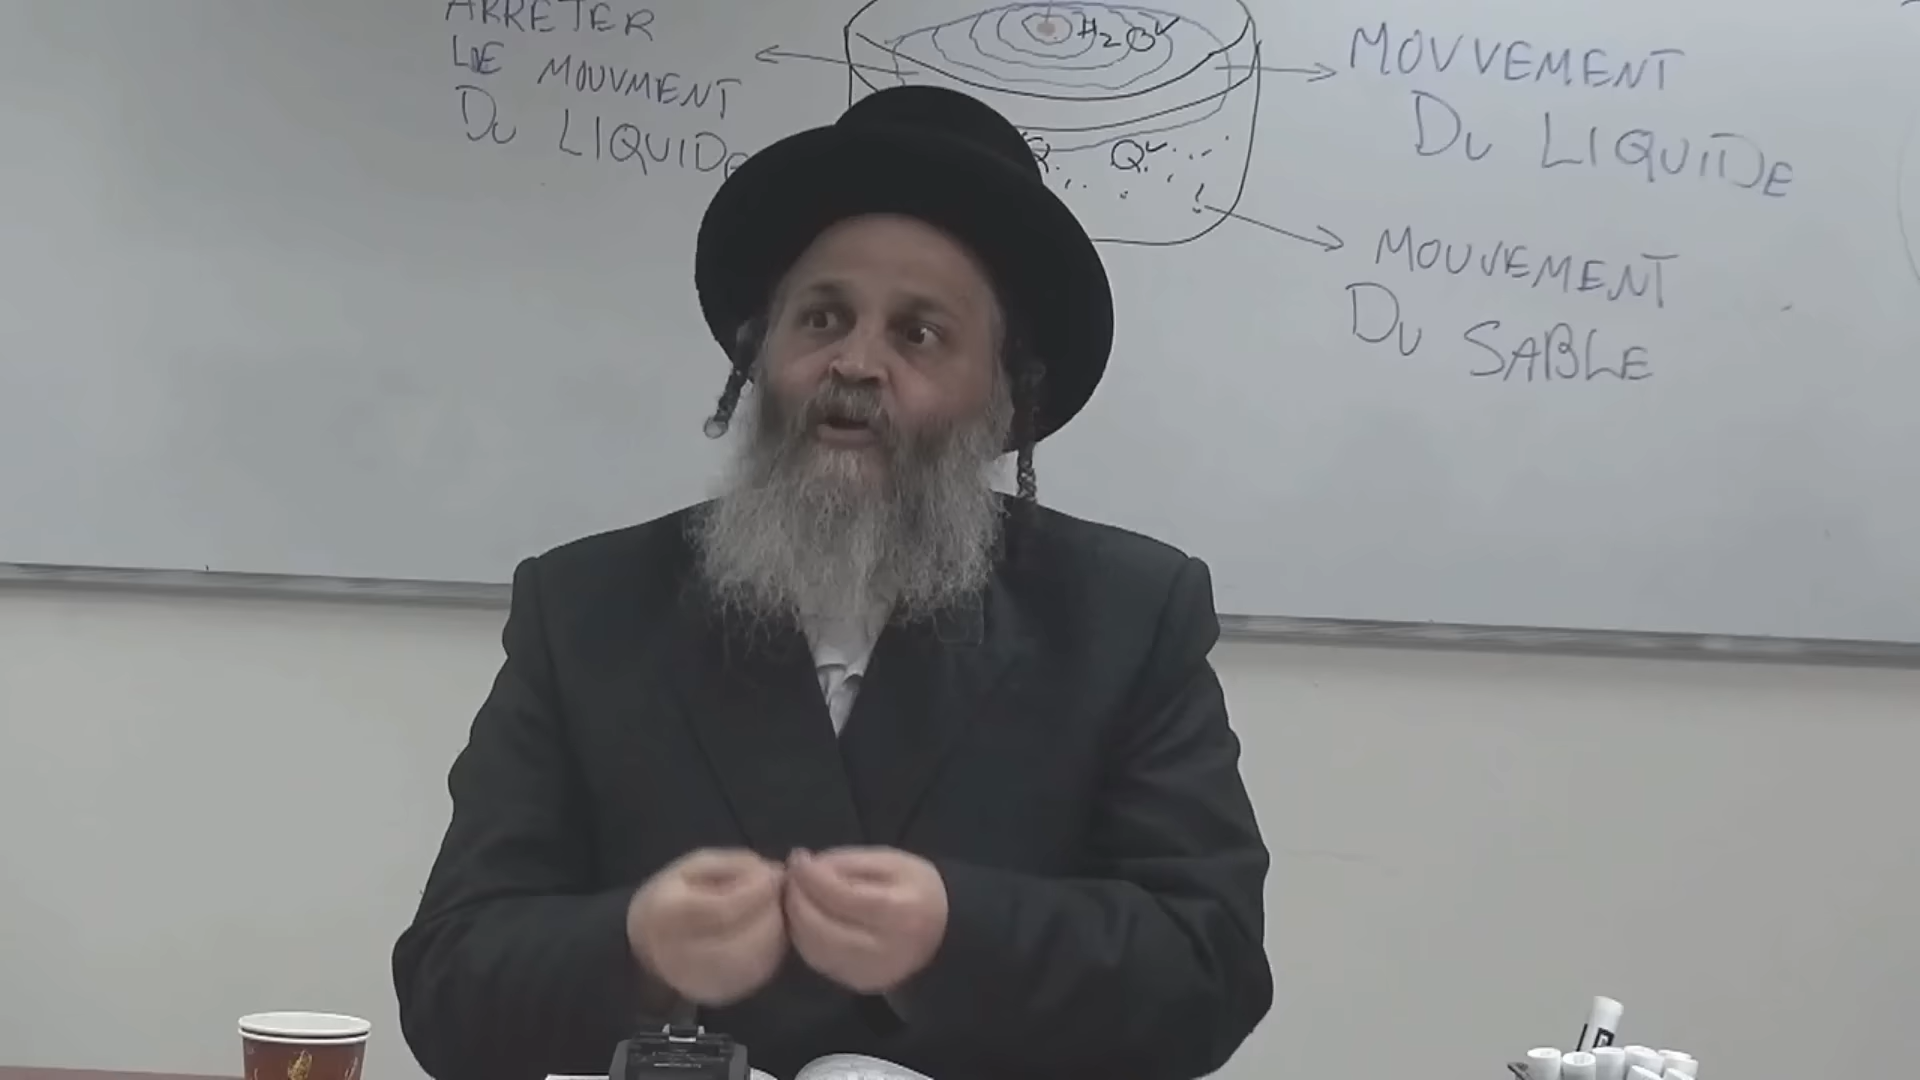 ARRETER
LE MOUVMENT
DU LIQUIDE
H2O
Q
Q
MOUVEMENT
DU LIQUIDE
MOUVEMENT
DU SABLE